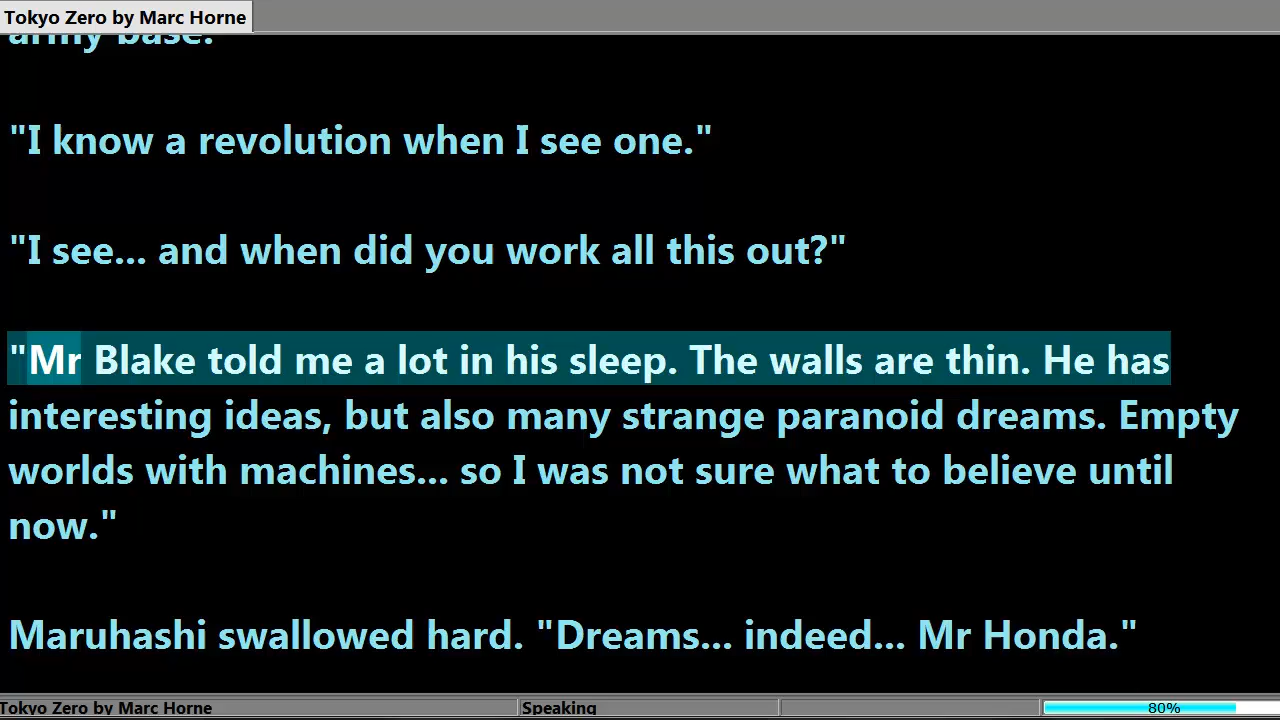 Tokyo Zero by Marc Horne
army base.
"I know a revolution when I see one."
"I see... and when did you work all this out?"
"Mr Blake told me a lot in his sleep. The walls are thin. He has
interesting ideas, but also many strange paranoid dreams. Empty
worlds with machines... so I was not sure what to believe until
now."
Maruhashi swallowed hard. "Dreams... indeed... Mr Honda."
Tokyo Zero by Marc Horne Speaking 80%